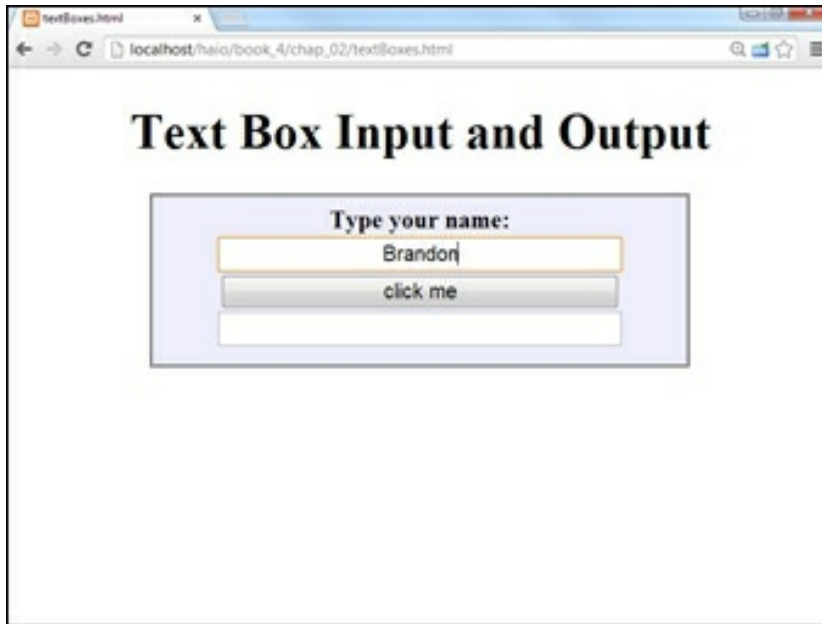 textBoxes.html
localhost/haio/book_4/chap_02/textBoxes.html
Text Box Input and Output
Type your name:
Brandon
click me